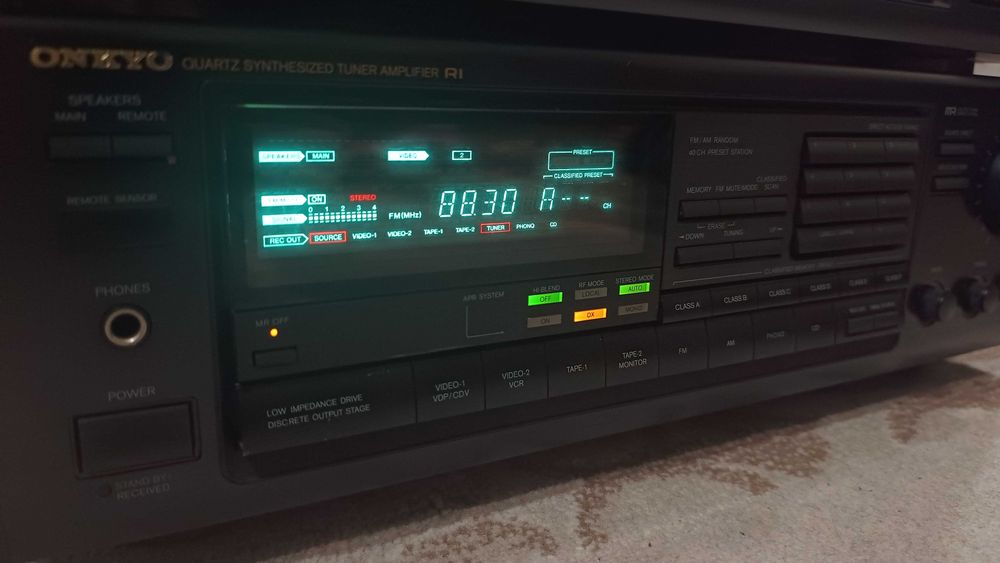 ONKYO QUARTZ SYNTHESIZED TUNER AMPLIFIER RI
SPEAKERS
MAIN REMOTE
REMOTE SENSOR
PHONES
POWER
STAND BY
RECEIVED
SPEAKERS MAIN
VIDEO 2
PRESET
CLASSIFIED PRESET
ON
STEREO
0 1 2 3 4
SIGNAL
FM(MHz) 88.30 A -- -- CH
REC OUT SOURCE VIDEO-1 VIDEO-2 TAPE-1 TAPE-2 TUNER PHONO CD
APR SYSTEM
HI-BLEND
OFF
ON
RF MODE
LOCAL
DX
STEREO MODE
AUTO
MONO
MR OFF
LOW IMPEDANCE DRIVE
DISCRETE OUTPUT STAGE
VIDEO-1
VDP/CDV
VIDEO-2
VCR
TAPE-1
TAPE-2
MONITOR
FM
AM
PHONO
CD
FM/AM RANDOM
40 CH PRESET STATION
MEMORY FM MUTE/MODE
CLASSIFIED
SCAN
ERASE
DOWN TUNING UP
CLASS A
CLASS B
CLASS C